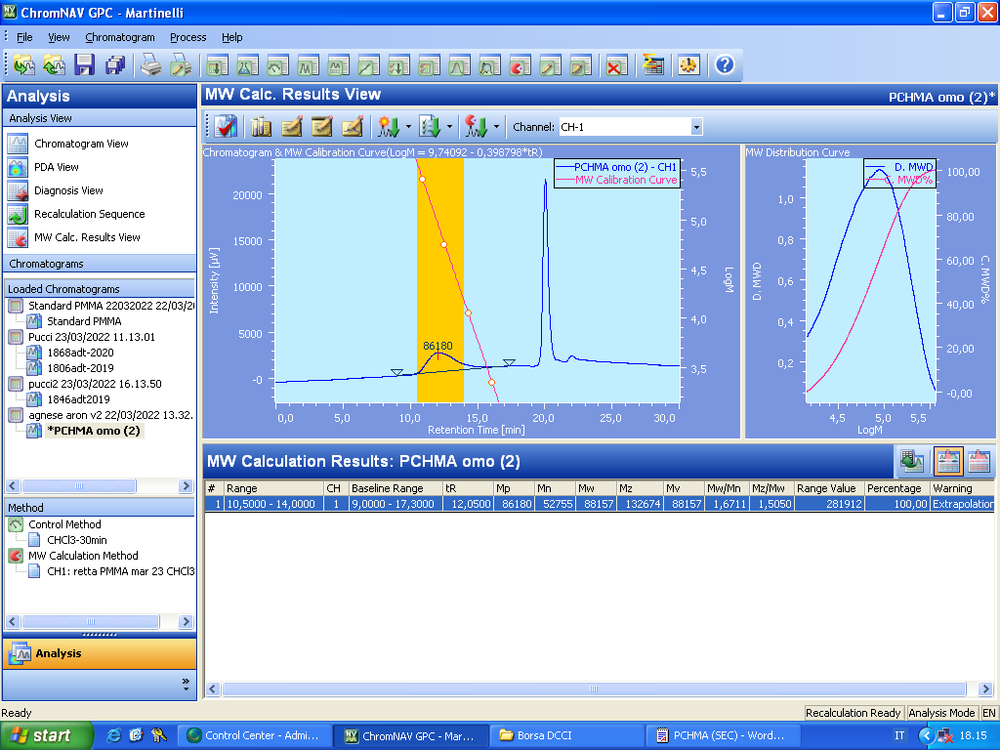 ChromNAV GPC - Martinelli
File View Chromatogram Process Help
Analysis
Analysis View
Chromatogram View
PDA View
Diagnosis View
Recalculation Sequence
MW Calc. Results View
Chromatograms
Loaded Chromatograms
Standard PMMA 22032022 22/03/20
Standard PMMA
Pucci 23/03/2022 11.13.01
1868adt-2020
1806adt-2019
pucci2 23/03/2022 16.13.50
1846adt2019
agnese aron v2 22/03/2022 13.32.
*PCHMA omo (2)
Method
Control Method
CHCl3-30min
MW Calculation Method
CH1: retta PMMA mar 23 CHCl3
Analysis
MW Calc. Results View PCHMA omo (2)*
Channel: CH-1
Chromatogram & MW Calibration Curve(LogM = 9,74092 - 0,398798*tR)
PCHMA omo (2) - CH1
MW Calibration Curve
Intensity [µV]
20000
15000
10000
5000
-0
86180
0,0 5,0 10,0 15,0 20,0 25,0 30,0
Retention Time [min]
5,5
5,0
4,5
4,0
3,5
LogM
MW Distribution Curve
D. MWD
C. MWD%
D. MWD
1,0
0,8
0,6
0,4
0,2
4,5 5,0 5,5
LogM
100,00
80,00
60,00
40,00
20,00
-0,00
C. MWD%
MW Calculation Results: PCHMA omo (2)
# Range CH Baseline Range tR Mp Mn Mw Mz Mv Mw/Mn Mz/Mw Range Value Percentage Warning
1 10,5000 - 14,0000 1 9,0000 - 17,3000 12,0500 86180 52755 88157 132674 88157 1,6711 1,5050 281912 100,00 Extrapolation
Ready
Recalculation Ready Analysis Mode EN
start Control Center - Admi... ChromNAV GPC - Mar... Borsa DCCI PCHMA (SEC) - Word... IT 18.15